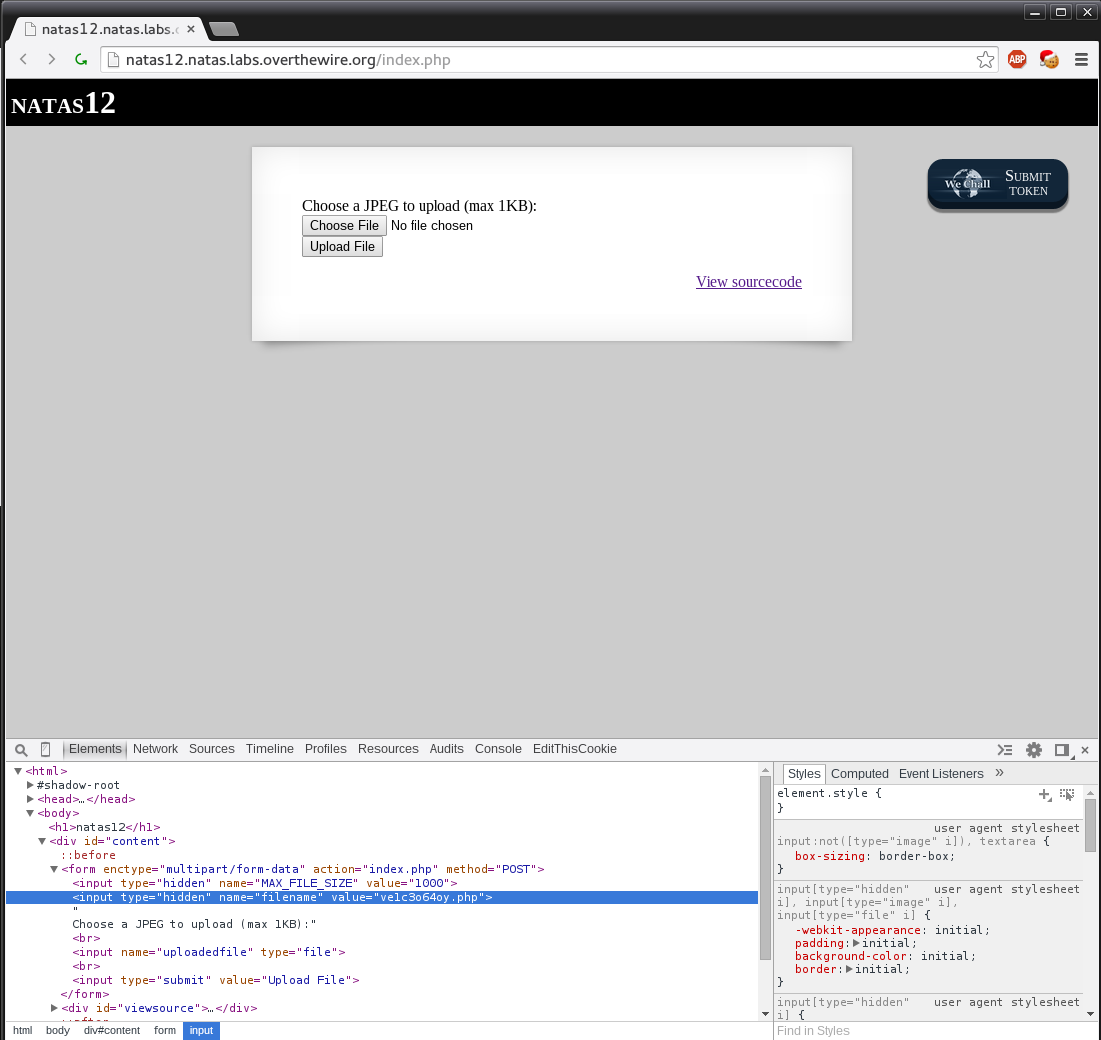 natas12.natas.labs.o
natas12.natas.labs.overthewire.org/index.php
ABP
NATAS12
Choose a JPEG to upload (max 1KB):
Choose File No file chosen
Upload File
View sourcecode
We Chall SUBMIT TOKEN
Elements Network Sources Timeline Profiles Resources Audits Console EditThisCookie
<html>
#shadow-root
<head>…</head>
<body>
<h1>natas12</h1>
<div id="content">
::before
<form enctype="multipart/form-data" action="index.php" method="POST">
<input type="hidden" name="MAX_FILE_SIZE" value="1000">
<input type="hidden" name="filename" value="ve1c3o64oy.php">
"
Choose a JPEG to upload (max 1KB):"
<br>
<input name="uploadedfile" type="file">
<br>
<input type="submit" value="Upload File">
</form>
<div id="viewsource">…</div>
::after
html body div#content form input
Styles Computed Event Listeners »
element.style {
}
user agent stylesheet
input:not([type="image" i]), textarea {
box-sizing: border-box;
}
input[type="hidden" user agent stylesheet
i], input[type="image" i],
input[type="file" i] {
-webkit-appearance: initial;
padding: initial;
background-color: initial;
border: initial;
}
input[type="hidden" user agent stylesheet
i] {
Find in Styles